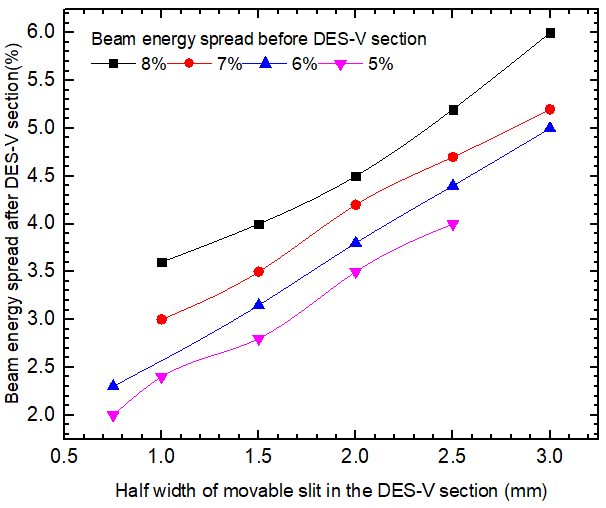 Beam energy spread before DES-V section
8% 7% 6% 5%
6.0
5.5
5.0
4.5
4.0
3.5
3.0
2.5
2.0
Beam energy spread after DES-V section(%)
0.5 1.0 1.5 2.0 2.5 3.0
Half width of movable slit in the DES-V section (mm)